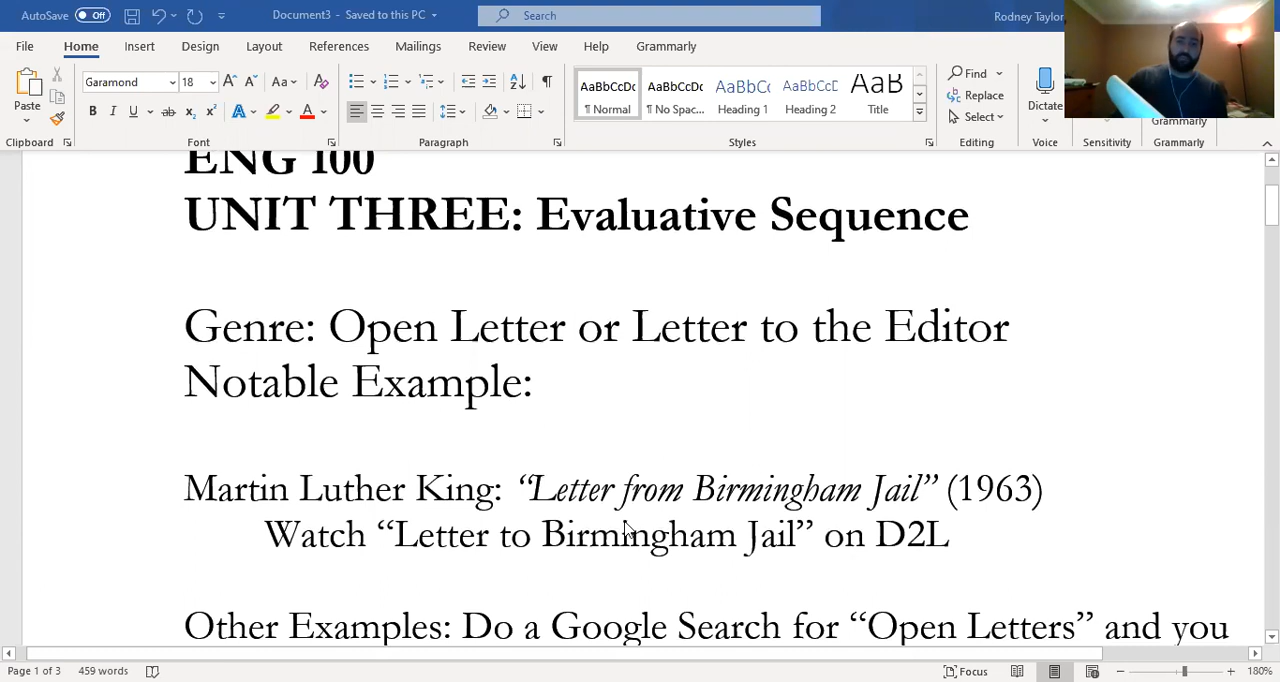 AutoSave Off Document3 - Saved to this PC Search Rodney Taylor
File Home Insert Design Layout References Mailings Review View Help Grammarly
Paste Garamond 18 Aa AaBbCcDc AaBbCcDc AaBbCc AaBbCcD AaB Find Replace Select Dictate
Normal No Spac... Heading 1 Heading 2 Title Grammarly
Clipboard Font Paragraph Styles Editing Voice Sensitivity Grammarly
ENG 100
UNIT THREE: Evaluative Sequence
Genre: Open Letter or Letter to the Editor
Notable Example:
Martin Luther King: “Letter from Birmingham Jail” (1963)
Watch “Letter to Birmingham Jail” on D2L
Other Examples: Do a Google Search for “Open Letters” and you
Page 1 of 3 459 words Focus 180%